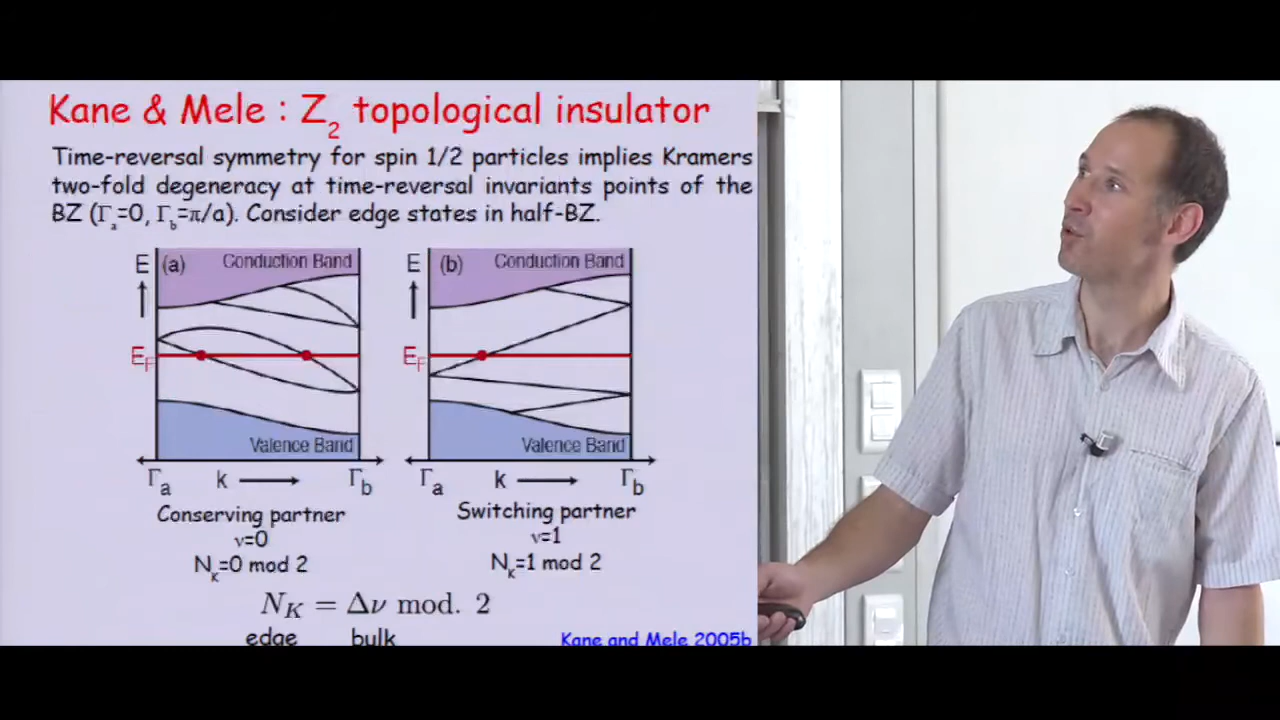 Kane & Mele : Z2 topological insulator
Time-reversal symmetry for spin 1/2 particles implies Kramers
two-fold degeneracy at time-reversal invariants points of the
BZ (Γa=0, Γb=π/a). Consider edge states in half-BZ.
E (a) Conduction Band
EF
Valence Band
Γa k Γb
E (b) Conduction Band
EF
Valence Band
Γa k Γb
Conserving partner
ν=0
NK=0 mod 2
Switching partner
ν=1
NK=1 mod 2
NK = Δν mod. 2
edge bulk
Kane and Mele 2005b